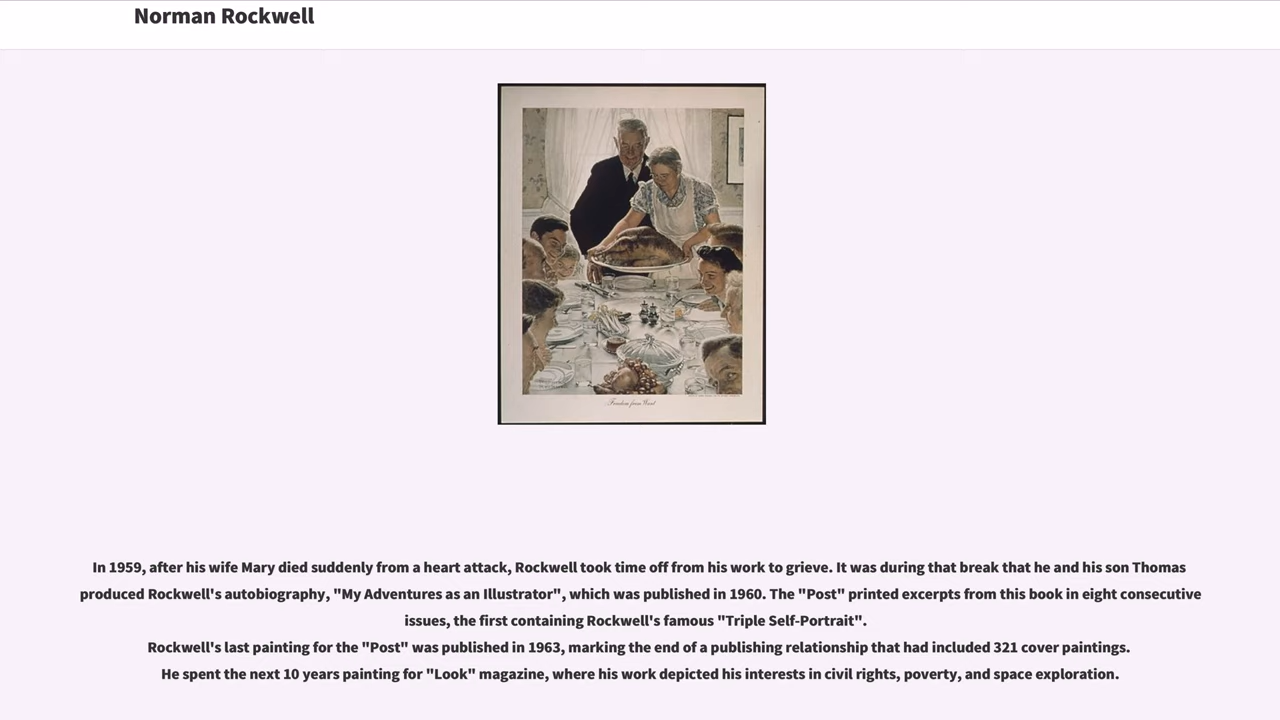 Norman Rockwell
Freedom from Want
In 1959, after his wife Mary died suddenly from a heart attack, Rockwell took time off from his work to grieve. It was during that break that he and his son Thomas
produced Rockwell's autobiography, "My Adventures as an Illustrator", which was published in 1960. The "Post" printed excerpts from this book in eight consecutive
issues, the first containing Rockwell's famous "Triple Self-Portrait".
Rockwell's last painting for the "Post" was published in 1963, marking the end of a publishing relationship that had included 321 cover paintings.
He spent the next 10 years painting for "Look" magazine, where his work depicted his interests in civil rights, poverty, and space exploration.